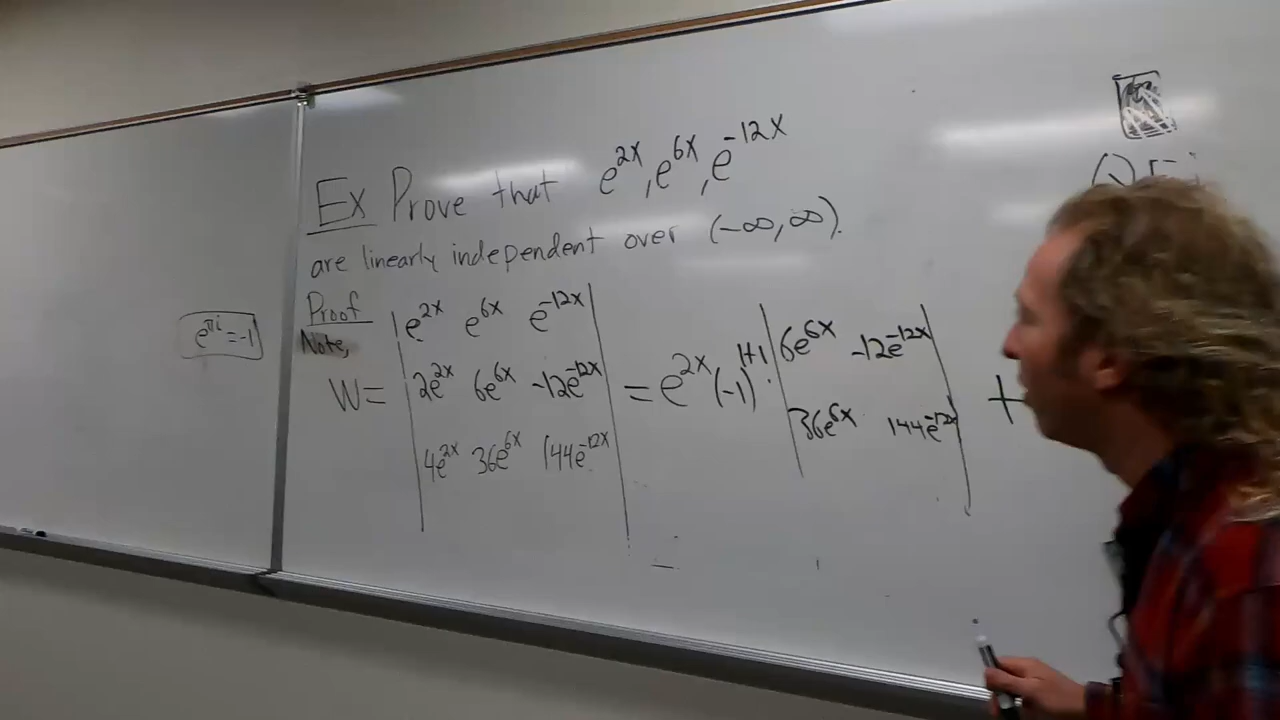 Ex Prove that e^2x, e^6x, e^-12x
are linearly independent over (-∞, ∞).
Proof
Note,
e^πi = -1
W = | e^2x e^6x e^-12x | = e^2x (-1)^1+1 · | 6e^6x -12e^-12x | +
2e^2x 6e^6x -12e^-12x
36e^6x 144e^-12x
4e^2x 36e^6x 144e^-12x